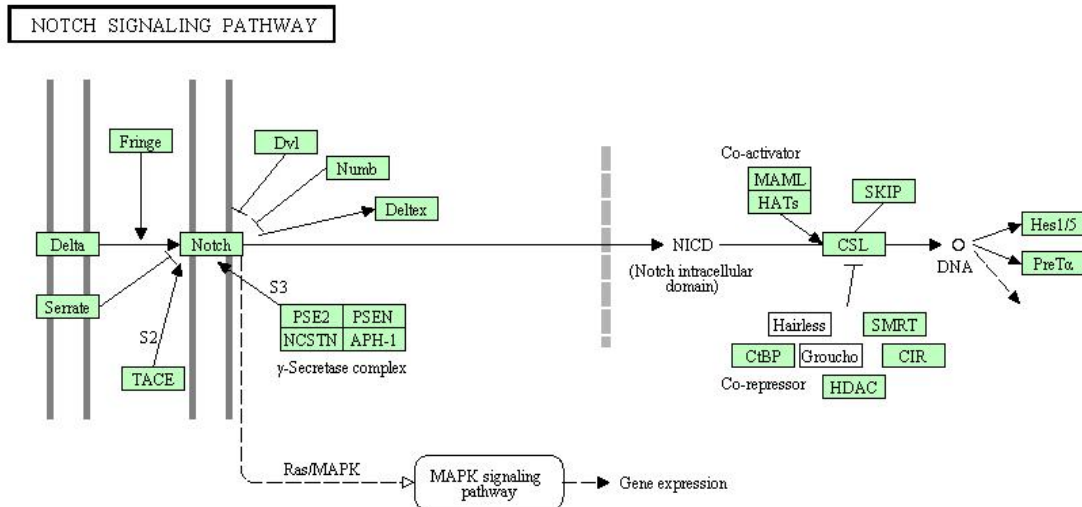 NOTCH SIGNALING PATHWAY
Fringe
Dvl
Numb
Deltex
Delta
Notch
Serrate
S2
TACE
S3
PSE2 PSEN
NCSTN APH-1
γ-Secretase complex
Ras/MAPK
MAPK signaling
pathway
Gene expression
NICD
(Notch intracellular
domain)
Co-activator
MAML
HATs
SKIP
CSL
DNA
Hes1/5
PreTα
Hairless
SMRT
CtBP
Groucho
CIR
Co-repressor
HDAC